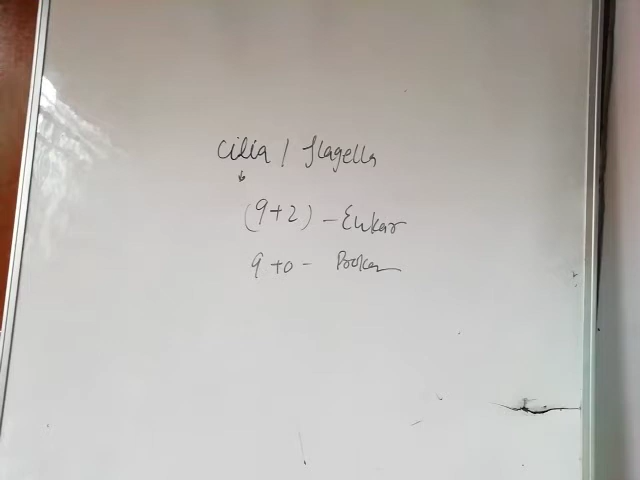 Cilia / flagella
(9+2) - Eukar
9+0 - Prokar